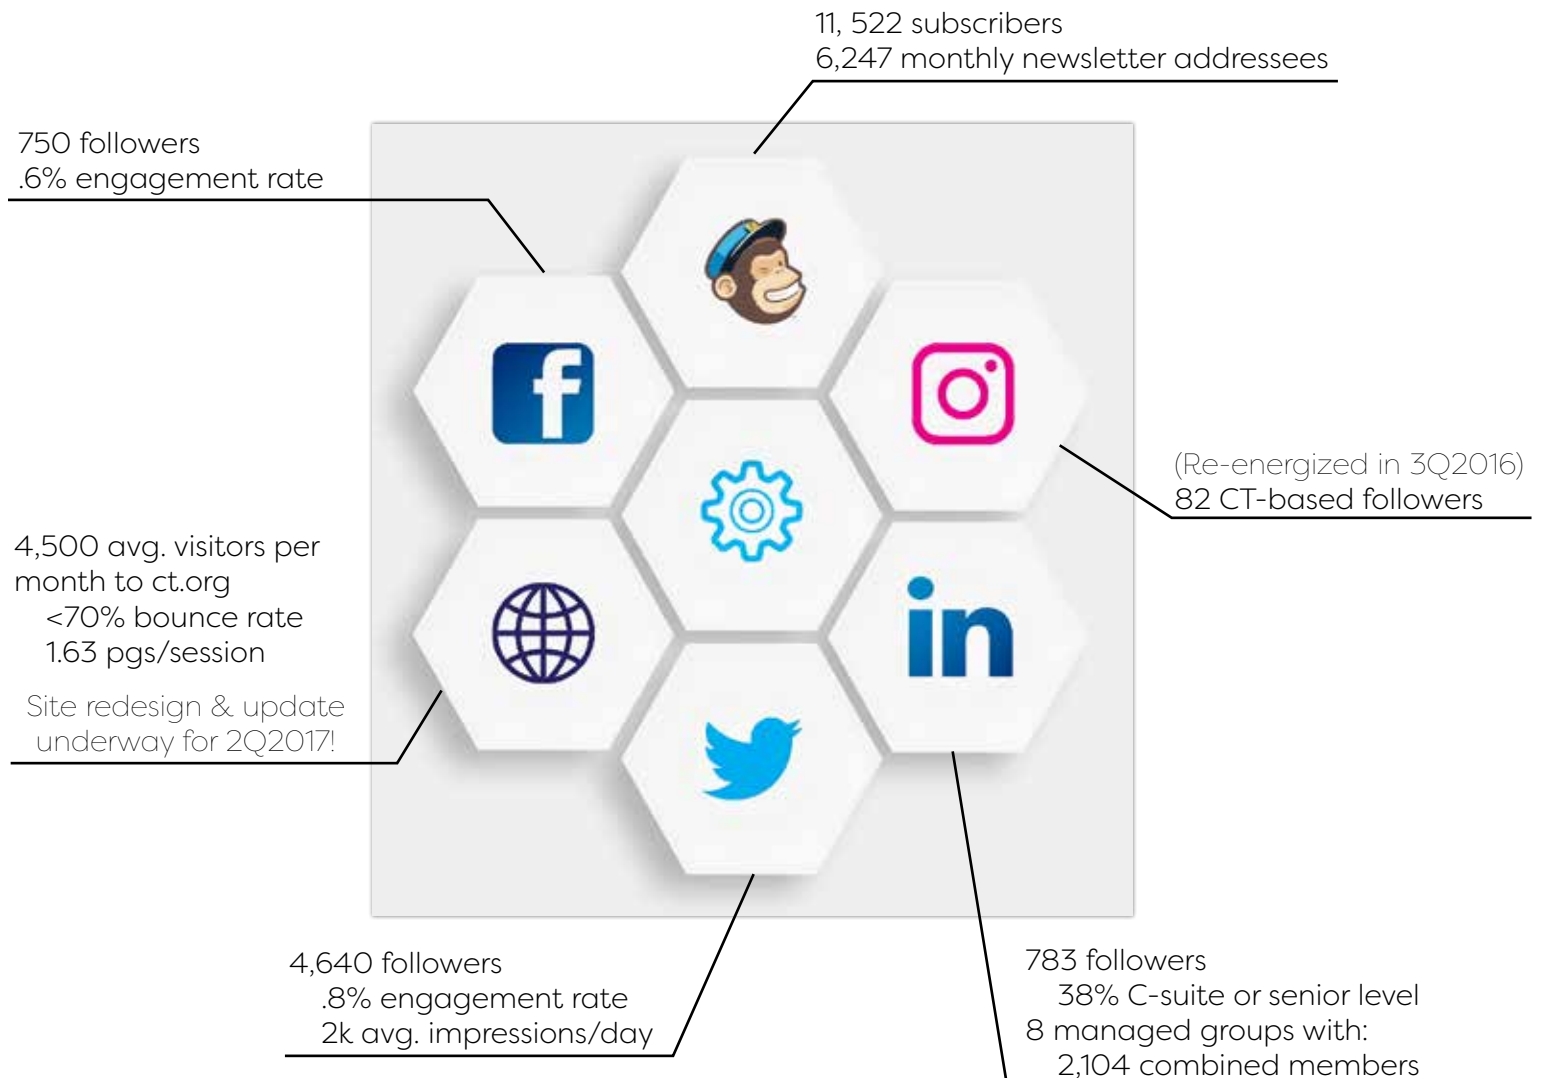 11, 522 subscribers
6,247 monthly newsletter addressees
750 followers
.6% engagement rate
(Re-energized in 3Q2016)
82 CT-based followers
4,500 avg. visitors per
month to ct.org
<70% bounce rate
1.63 pgs/session
Site redesign & update
underway for 2Q2017!
4,640 followers
.8% engagement rate
2k avg. impressions/day
783 followers
38% C-suite or senior level
8 managed groups with:
2,104 combined members
f
in